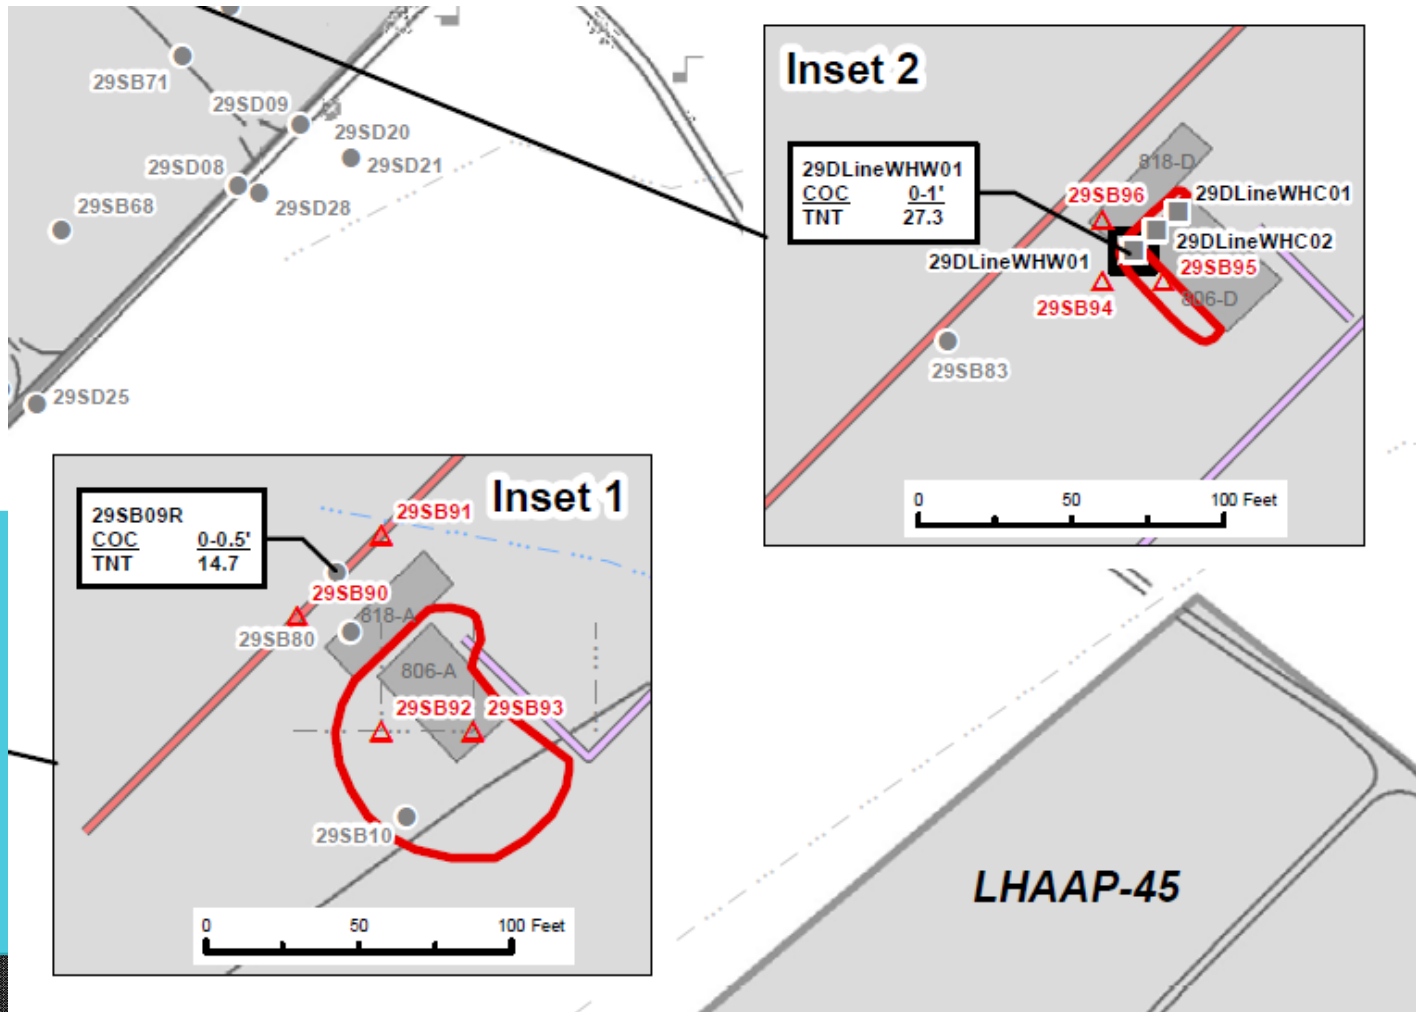 29SB71
29SD09
29SD20
29SD21
29SD08
29SD28
29SB68
29SD25
Inset 2
29DLineWHW01
COC 0-1'
TNT 27.3
818-D
29SB96
29DLineWHC01
29DLineWHC02
29DLineWHW01
29SB95
29SB94
806-D
29SB83
0 50 100 Feet
Inset 1
29SB09R
COC 0-0.5'
TNT 14.7
29SB91
29SB90
818-A
29SB80
806-A
29SB92
29SB93
29SB10
0 50 100 Feet
LHAAP-45